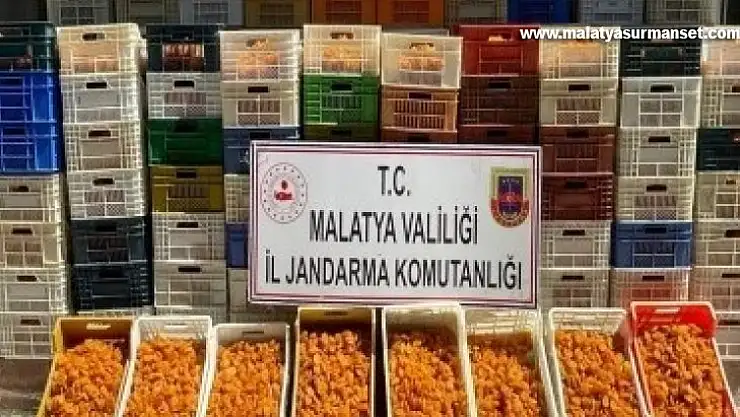 www.malatyasurmanset.com
T.C.
MALATYA VALİLİĞİ
İL JANDARMA KOMUTANLIĞI